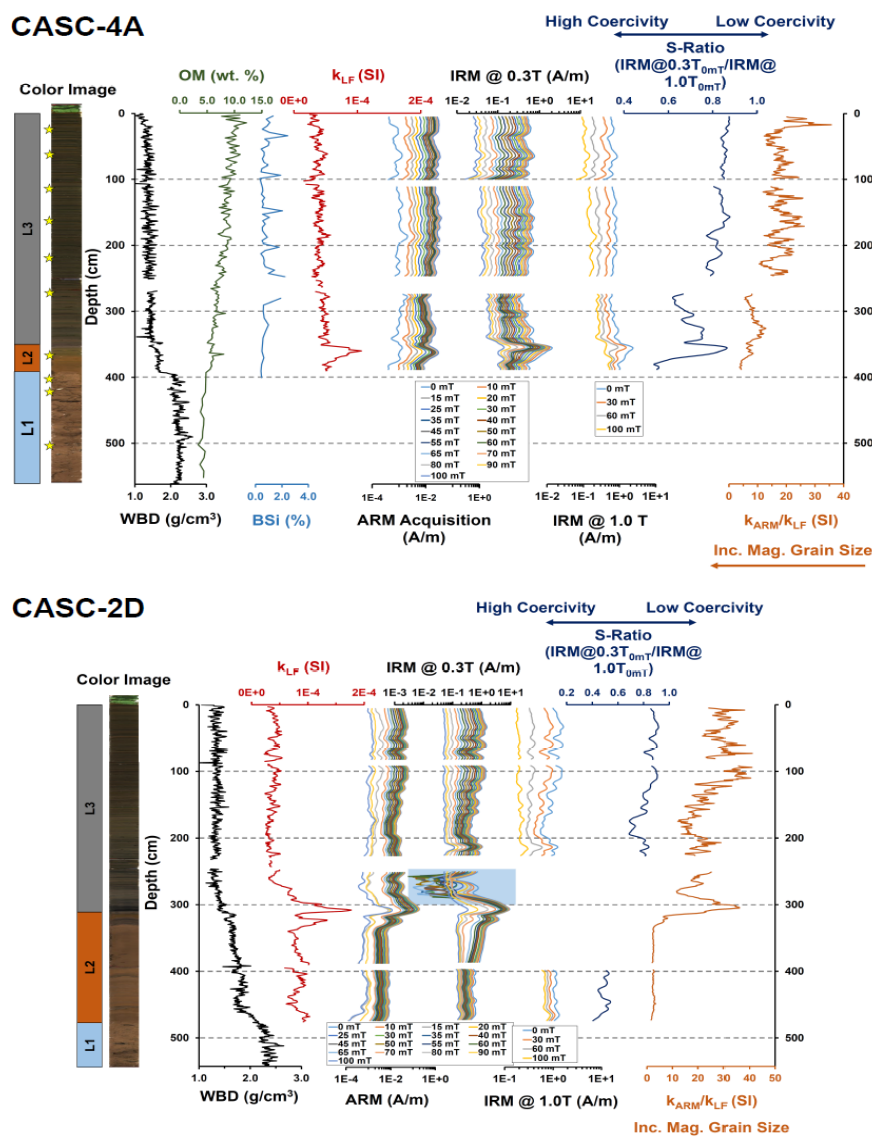 CASC-4A
High Coercivity Low Coercivity
S-Ratio
(IRM@0.3T0mT/IRM@
1.0T0mT)
OM (wt. %) kLF (SI) IRM @ 0.3T (A/m)
Color Image
0.0 5.0 10.0 15.0 0E+0 1E-4 2E-4 1E-2 1E-1 1E+0 1E+1 0.4 0.6 0.8 1.0
0
100
200
300
400
500
Depth (cm)
L3
L2
L1
0 mT 10 mT
15 mT 20 mT
25 mT 30 mT
35 mT 40 mT
45 mT 50 mT
55 mT 60 mT
65 mT 70 mT
80 mT 90 mT
100 mT
0 mT
30 mT
60 mT
100 mT
1.0 2.0 3.0 0.0 2.0 4.0 1E-4 1E-2 1E+0 1E-2 1E-1 1E+0 1E+1 0 10 20 30 40
WBD (g/cm³) BSi (%) ARM Acquisition
(A/m)
IRM @ 1.0 T
(A/m)
kARM/kLF (SI)
Inc. Mag. Grain Size
CASC-2D
High Coercivity Low Coercivity
S-Ratio
(IRM@0.3T0mT/IRM@
1.0T0mT)
kLF (SI) IRM @ 0.3T (A/m)
Color Image
0E+0 1E-4 2E-4 1E-3 1E-2 1E-1 1E+0 1E+1 0.2 0.4 0.6 0.8 1.0
0
100
200
300
400
500
Depth (cm)
L3
L2
L1
0 mT 10 mT 15 mT 20 mT
25 mT 30 mT 35 mT 40 mT
45 mT 50 mT 55 mT 60 mT
65 mT 70 mT 80 mT 90 mT
100 mT
0 mT
30 mT
60 mT
100 mT
1.0 2.0 3.0 1E-4 1E-2 1E+0 1E-1 1E+0 1E+1 0 10 20 30 40 50
WBD (g/cm³) ARM (A/m) IRM @ 1.0T (A/m) kARM/kLF (SI)
Inc. Mag. Grain Size